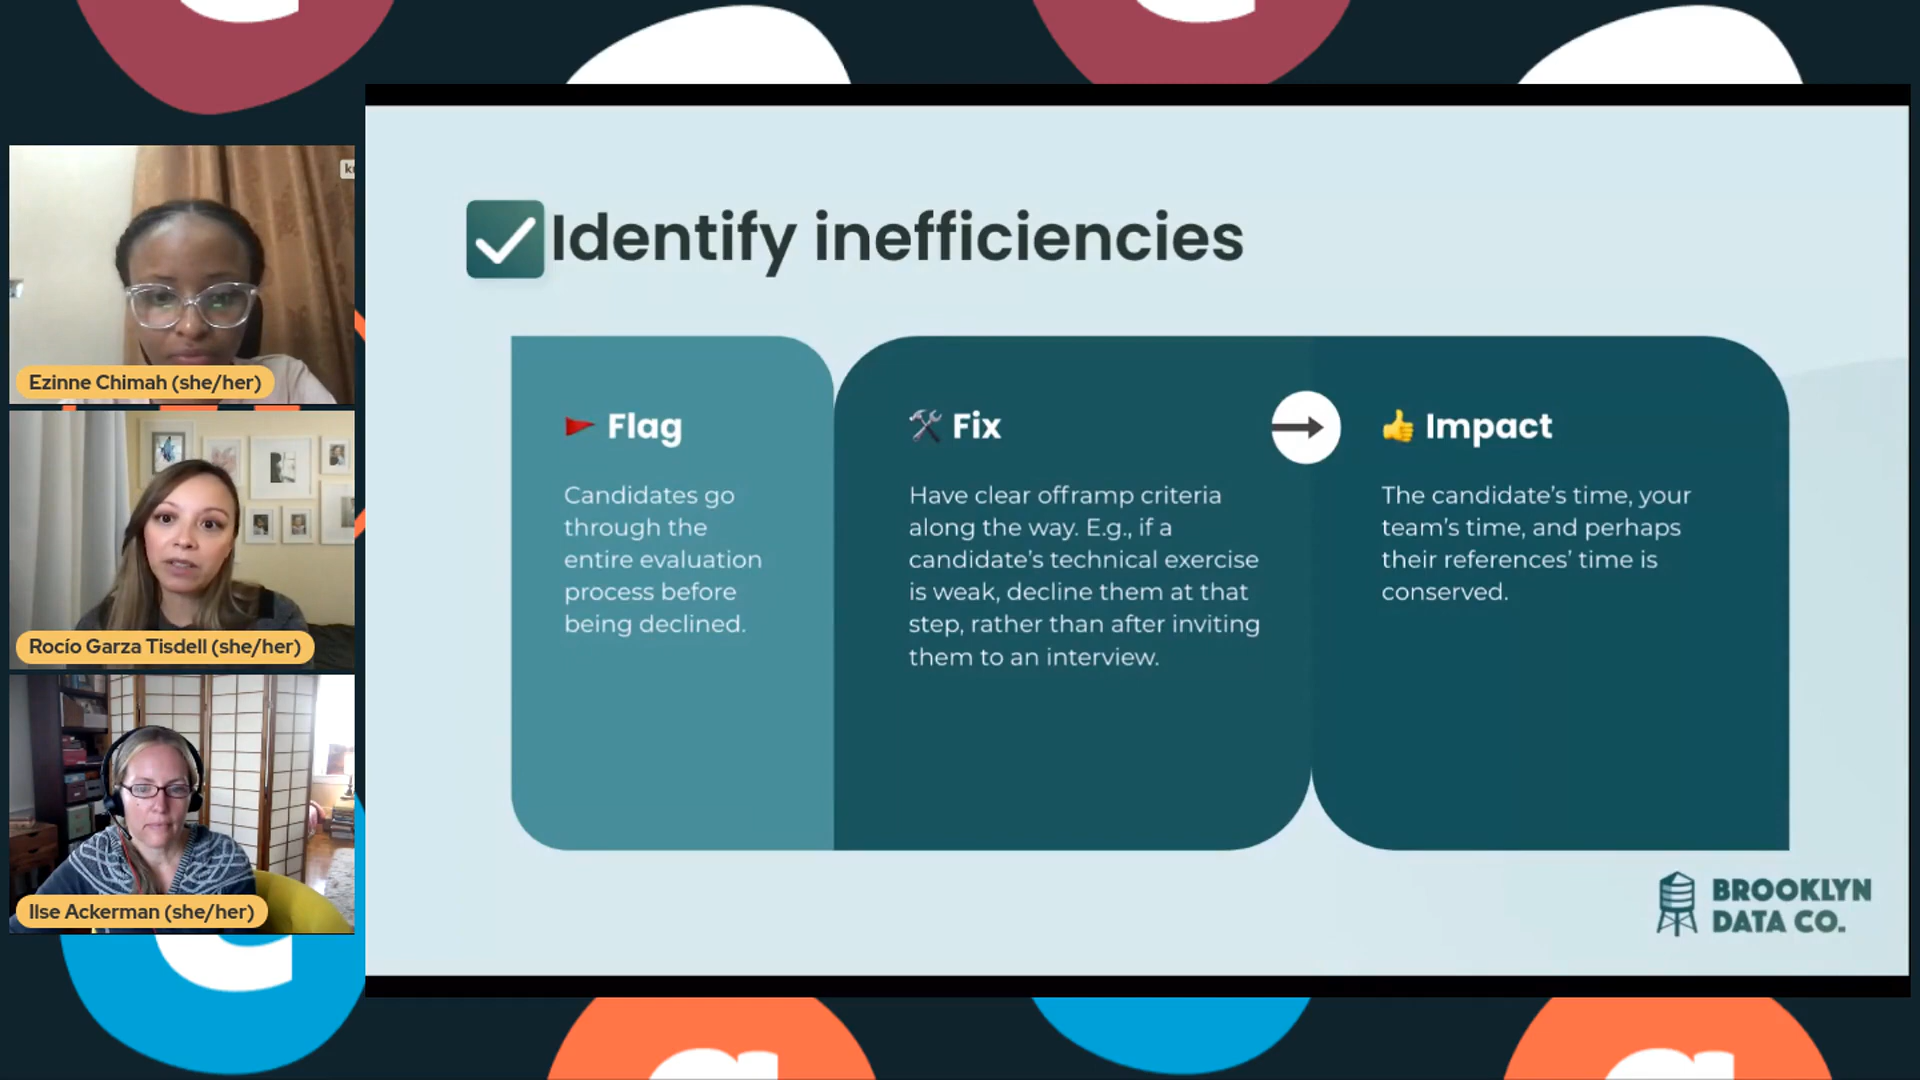 Identify inefficiencies
Flag
Candidates go
through the
entire evaluation
process before
being declined.
Fix
Have clear offramp criteria
along the way. E.g., if a
candidate’s technical exercise
is weak, decline them at that
step, rather than after inviting
them to an interview.
Impact
The candidate’s time, your
team’s time, and perhaps
their references’ time is
conserved.
BROOKLYN
DATA CO.
Ezinne Chimah (she/her)
Rocío Garza Tisdell (she/her)
Ilse Ackerman (she/her)